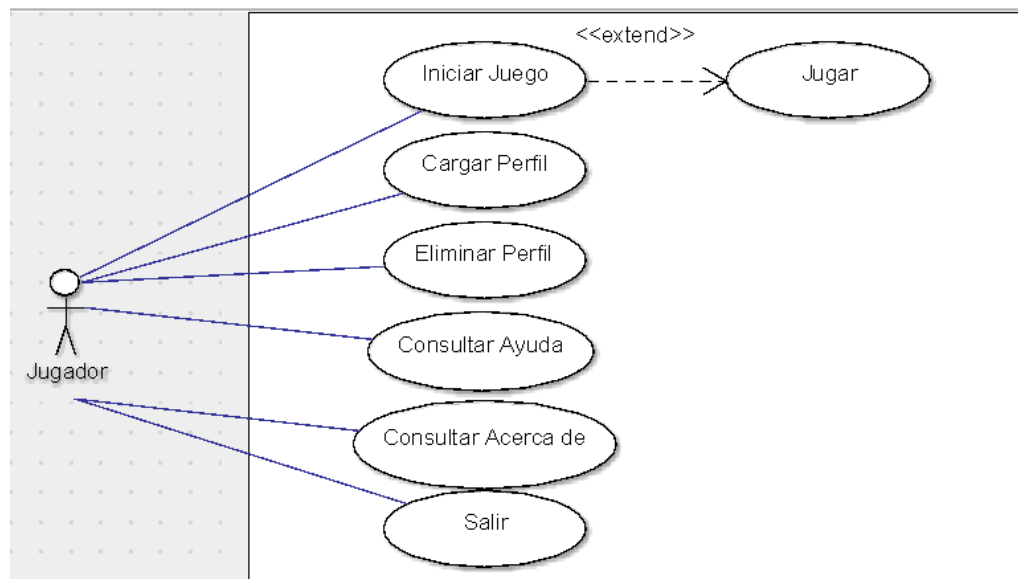 <<extend>>
Iniciar Juego
Jugar
Cargar Perfil
Eliminar Perfil
Consultar Ayuda
Jugador
Consultar Acerca de
Salir